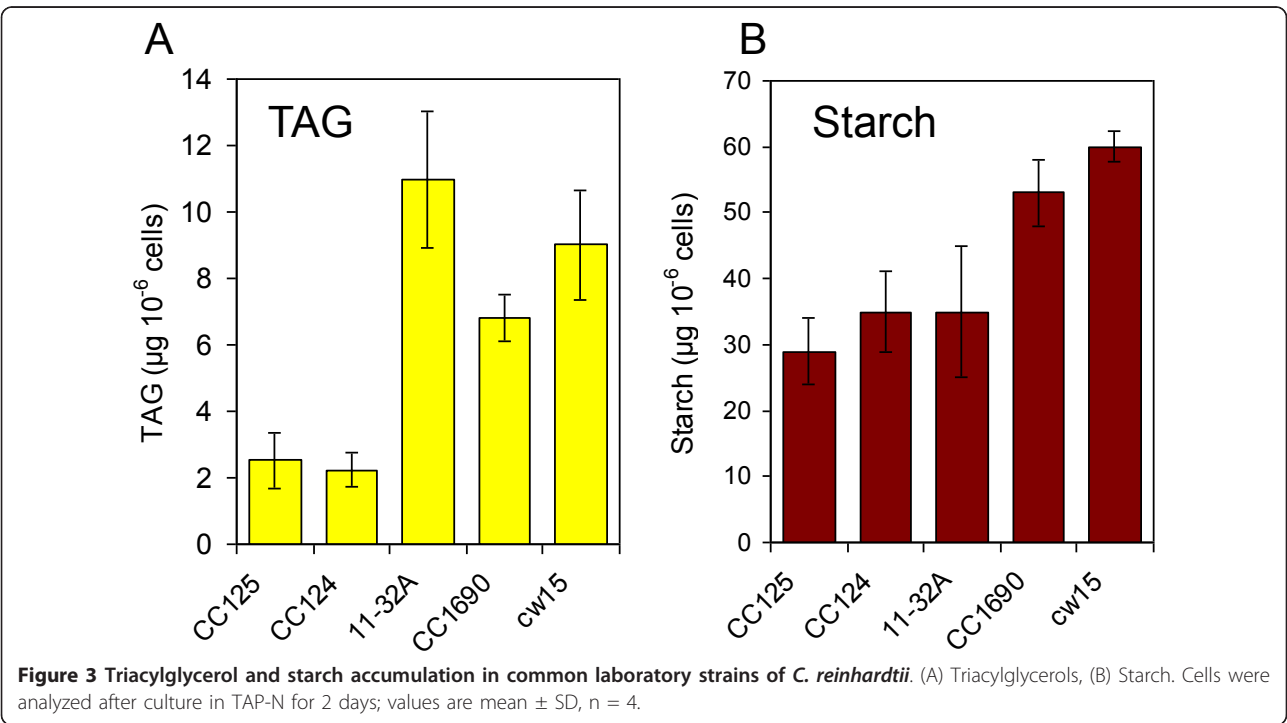 A
14
12
10
8
6
4
2
0
TAG
TAG (µg 10⁻⁶ cells)
CC125
CC124
11-32A
CC1690
cw15
B
70
60
50
40
30
20
10
0
Starch
Starch (µg 10⁻⁶ cells)
CC125
CC124
11-32A
CC1690
cw15
Figure 3 Triacylglycerol and starch accumulation in common laboratory strains of C. reinhardtii. (A) Triacylglycerols, (B) Starch. Cells were
analyzed after culture in TAP-N for 2 days; values are mean ± SD, n = 4.